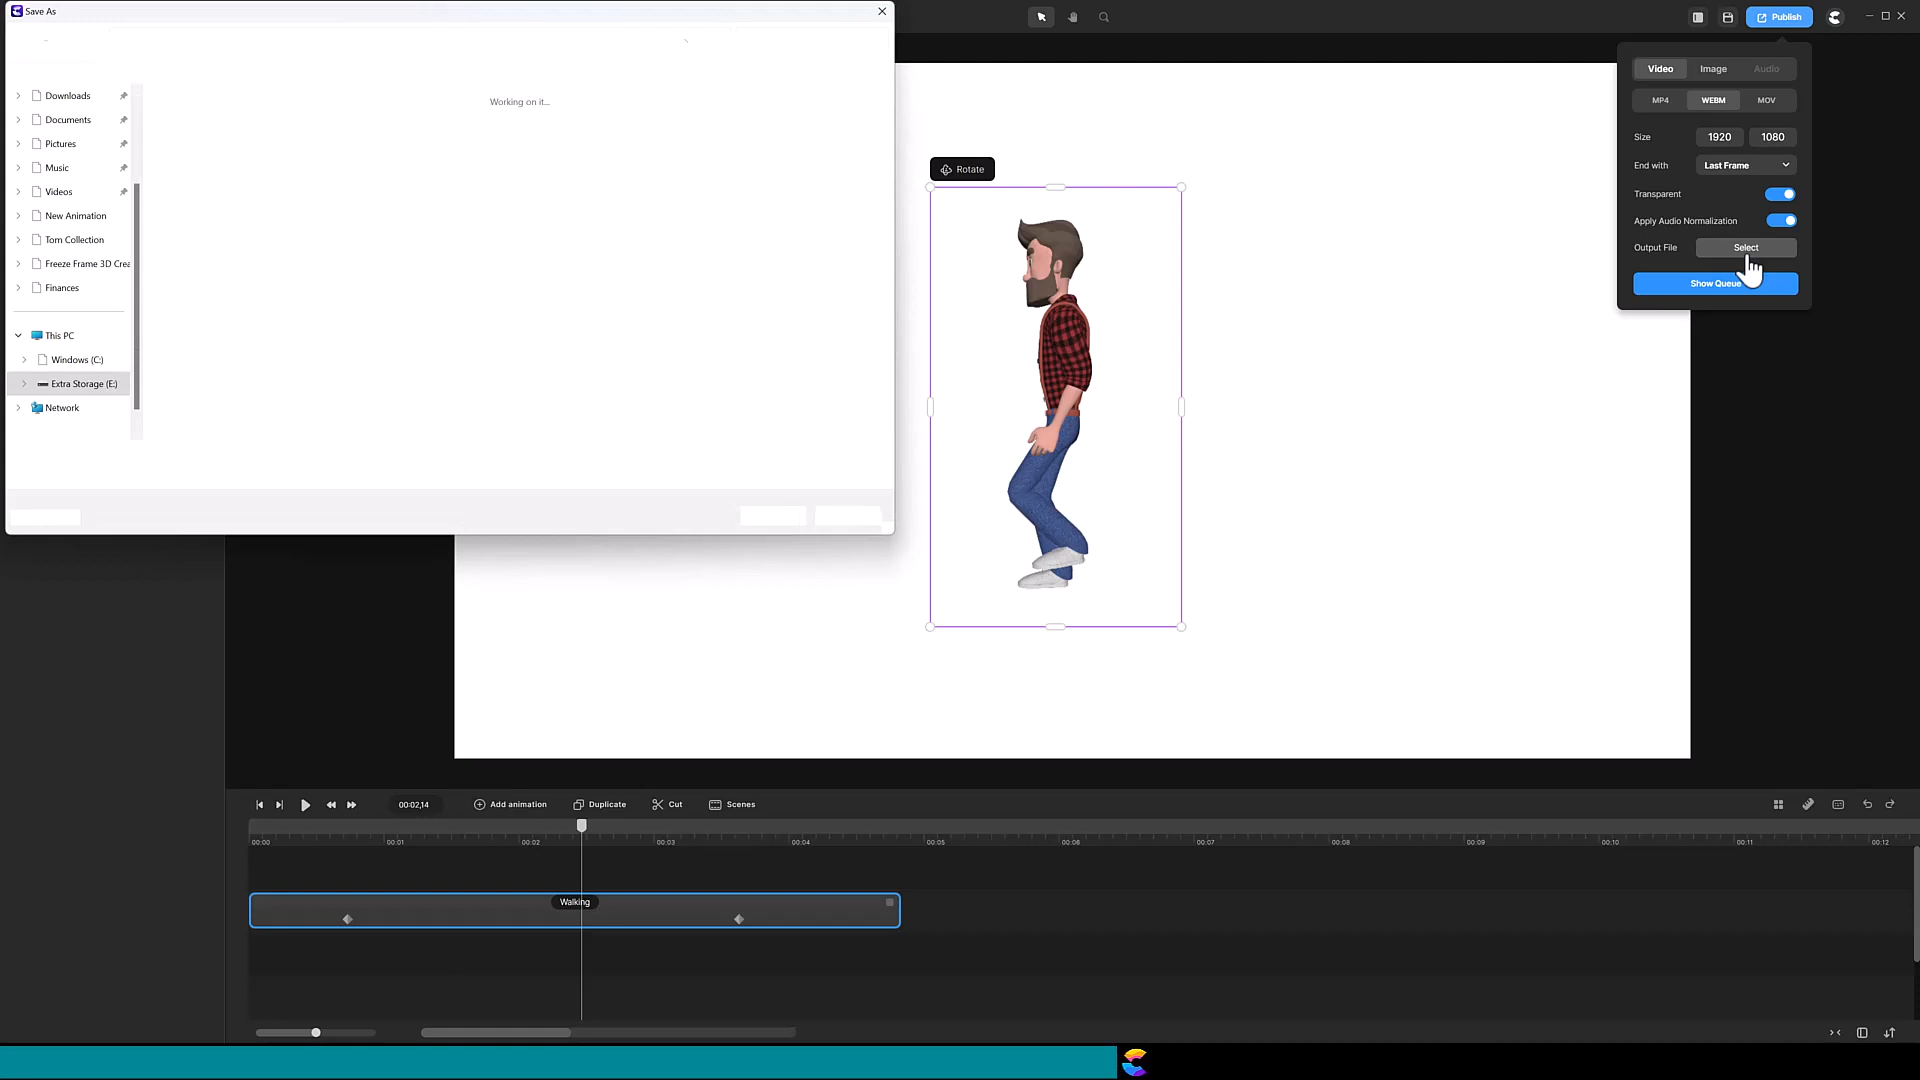 Save As
Publish
Downloads
Documents
Pictures
Music
Videos
New Animation
Tom Collection
Freeze Frame 3D Crea
Finances
This PC
Windows (C:)
Extra Storage (E:)
Network
Working on it...
Rotate
Video Image Audio
MP4 WEBM MOV
Size 1920 1080
End with Last Frame
Transparent
Apply Audio Normalization
Output File Select
Show Queue
00:02,14 Add animation Duplicate Cut Scenes
00:00 00:01 00:02 00:03 00:04 00:05 00:06 00:07 00:08 00:09 00:10 00:11 00:12
Walking